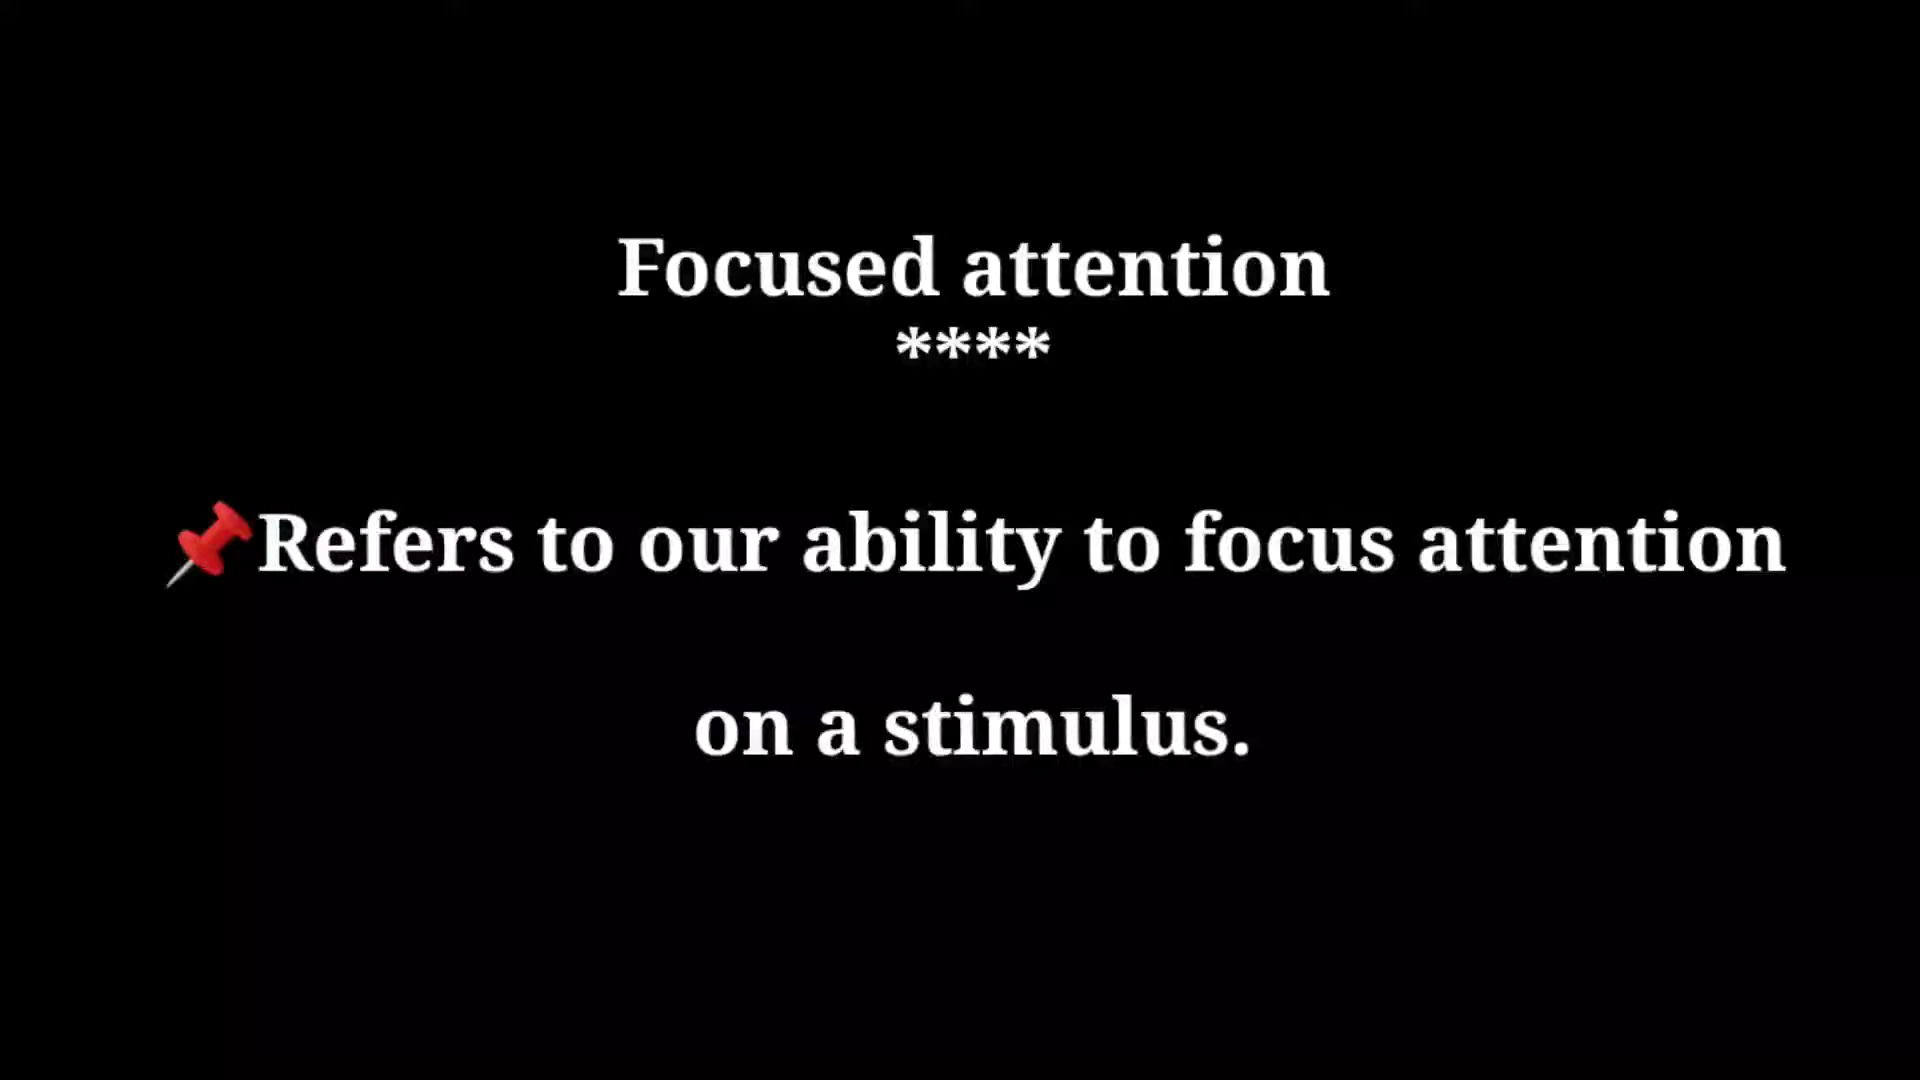 Focused attention
****
📌Refers to our ability to focus attention
on a stimulus.